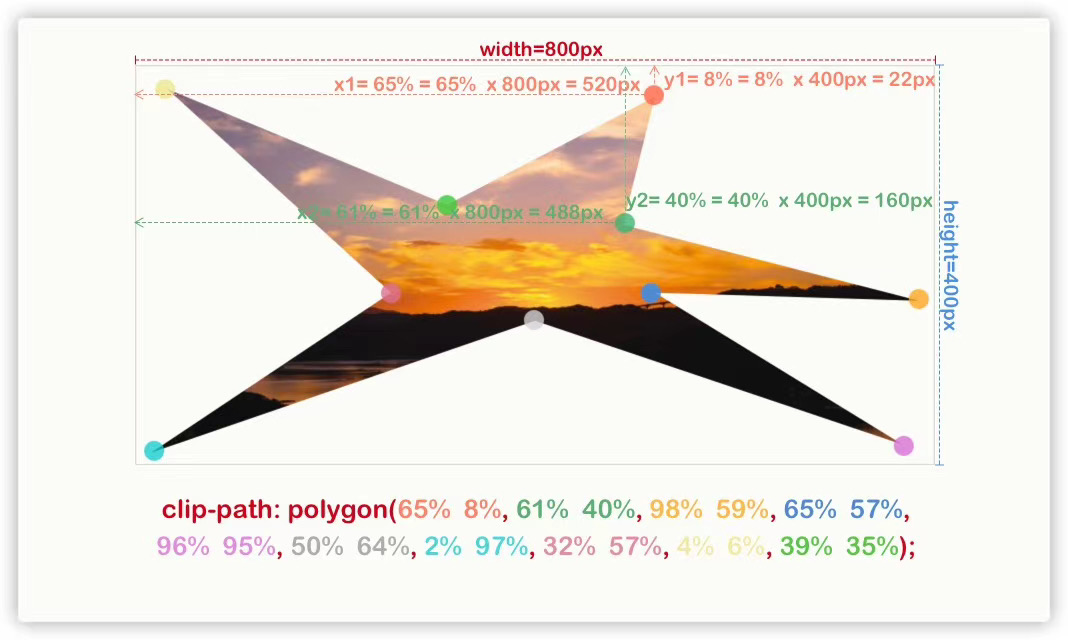 width=800px
x1= 65% = 65% x 800px = 520px
y1= 8% = 8% x 400px = 22px
x2= 61% = 61% x 800px = 488px
y2= 40% = 40% x 400px = 160px
height=400px
clip-path: polygon(65% 8%, 61% 40%, 98% 59%, 65% 57%,
96% 95%, 50% 64%, 2% 97%, 32% 57%, 4% 6%, 39% 35%);